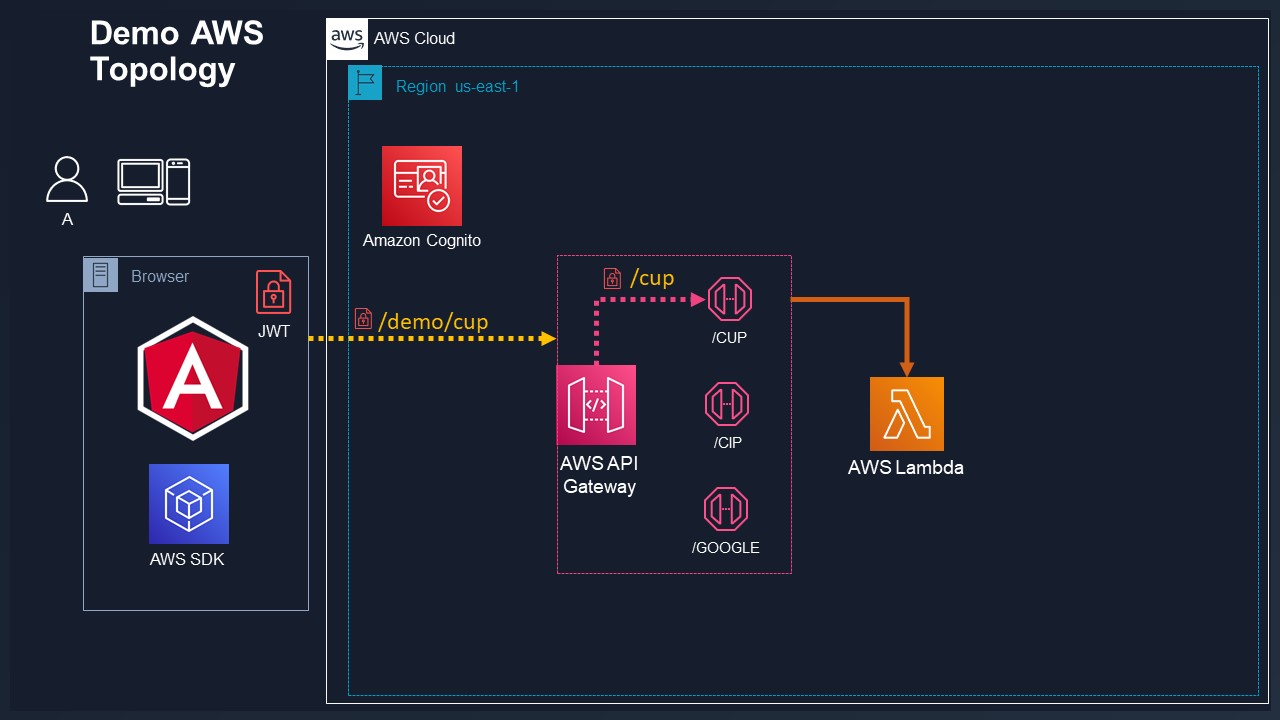 Demo AWS
Topology
aws
AWS Cloud
Region us-east-1
A
Amazon Cognito
Browser
JWT
/demo/cup
/cup
/CUP
/CIP
/GOOGLE
AWS API
Gateway
AWS Lambda
A
AWS SDK